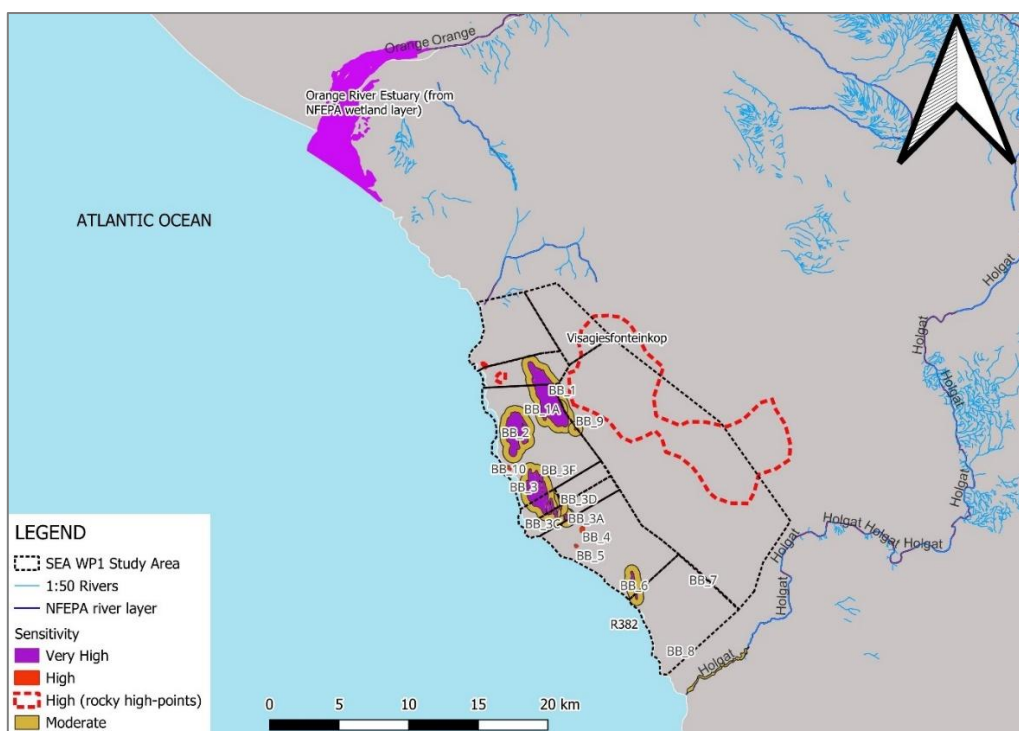 Orange Orange
Orange River Estuary (from
NFEPA wetland layer)
ATLANTIC OCEAN
Holgat
Holgat
Visagiesfonteinkop
BB_1
BB_1A
BB_9
BB_2
BB_10
BB_3F
BB_3
BB_3D
BB_3C
BB_3A
BB_4
BB_5
BB_6
BB_7
R382
BB_8
Holgat
Holgat
Holgat Holgat
Holgat
Holgat
Holgat
LEGEND
SEA WP1 Study Area
1:50 Rivers
NFEPA river layer
Sensitivity
Very High
High
High (rocky high-points)
Moderate
0 5 10 15 20 km